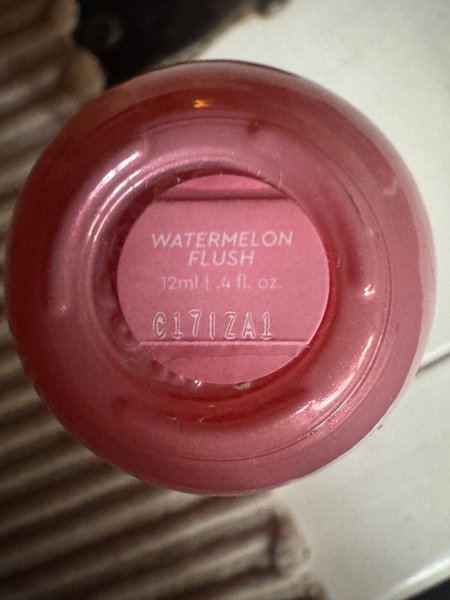 WATERMELON
FLUSH
12ml | .4 fl. oz.
C171ZA1